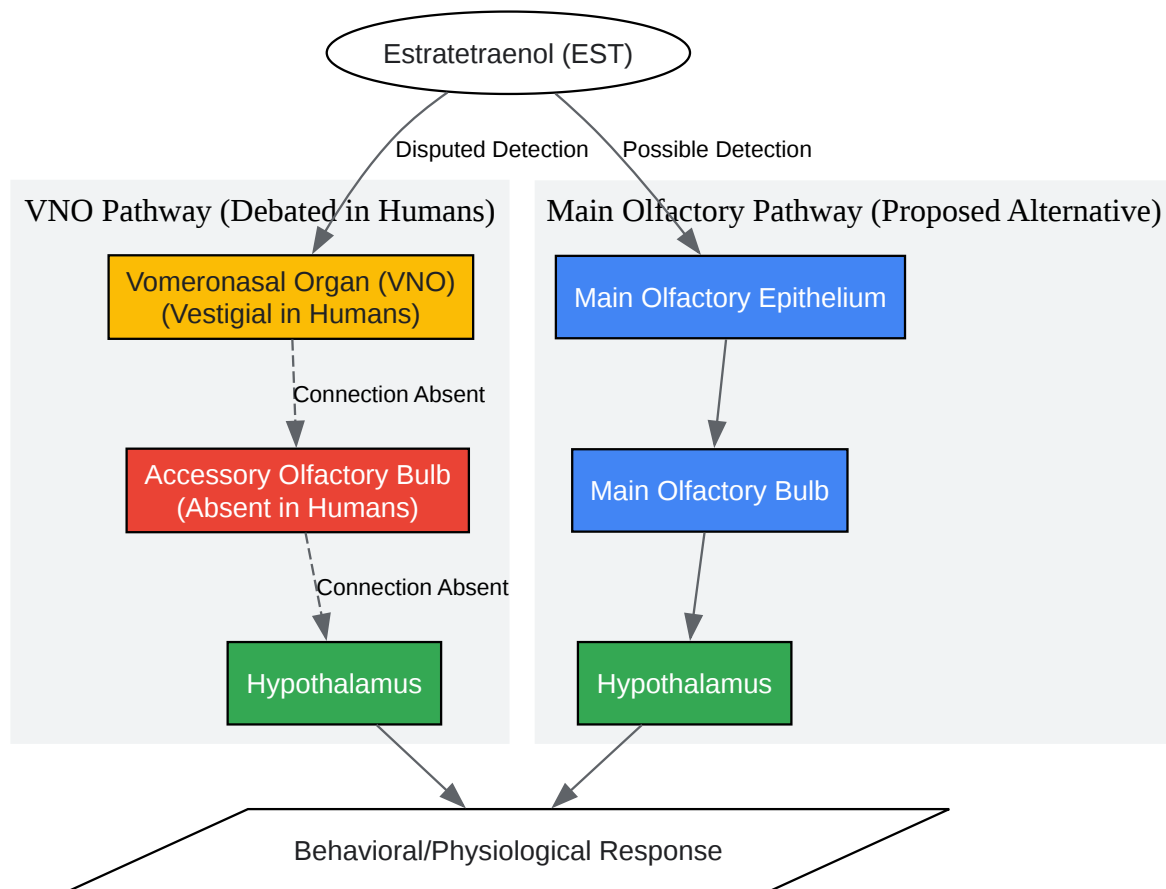 Estratetraenol (EST)
Disputed Detection
Possible Detection
VNO Pathway (Debated in Humans)
Main Olfactory Pathway (Proposed Alternative)
Vomeronasal Organ (VNO)
(Vestigial in Humans)
Main Olfactory Epithelium
Connection Absent
Accessory Olfactory Bulb
(Absent in Humans)
Main Olfactory Bulb
Connection Absent
Hypothalamus
Hypothalamus
Behavioral/Physiological Response